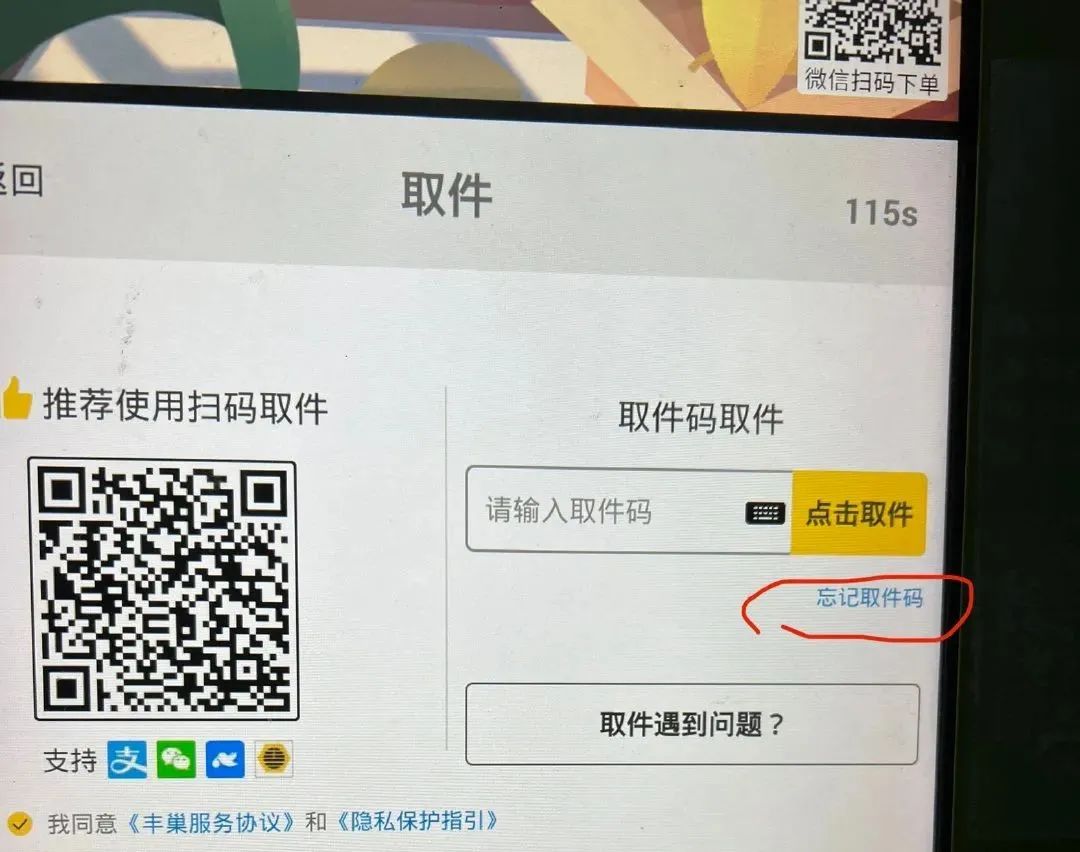 微信扫码下单
返回
取件
115s
推荐使用扫码取件
取件码取件
请输入取件码
点击取件
忘记取件码
取件遇到问题？
支持
支
我同意《丰巢服务协议》和《隐私保护指引》